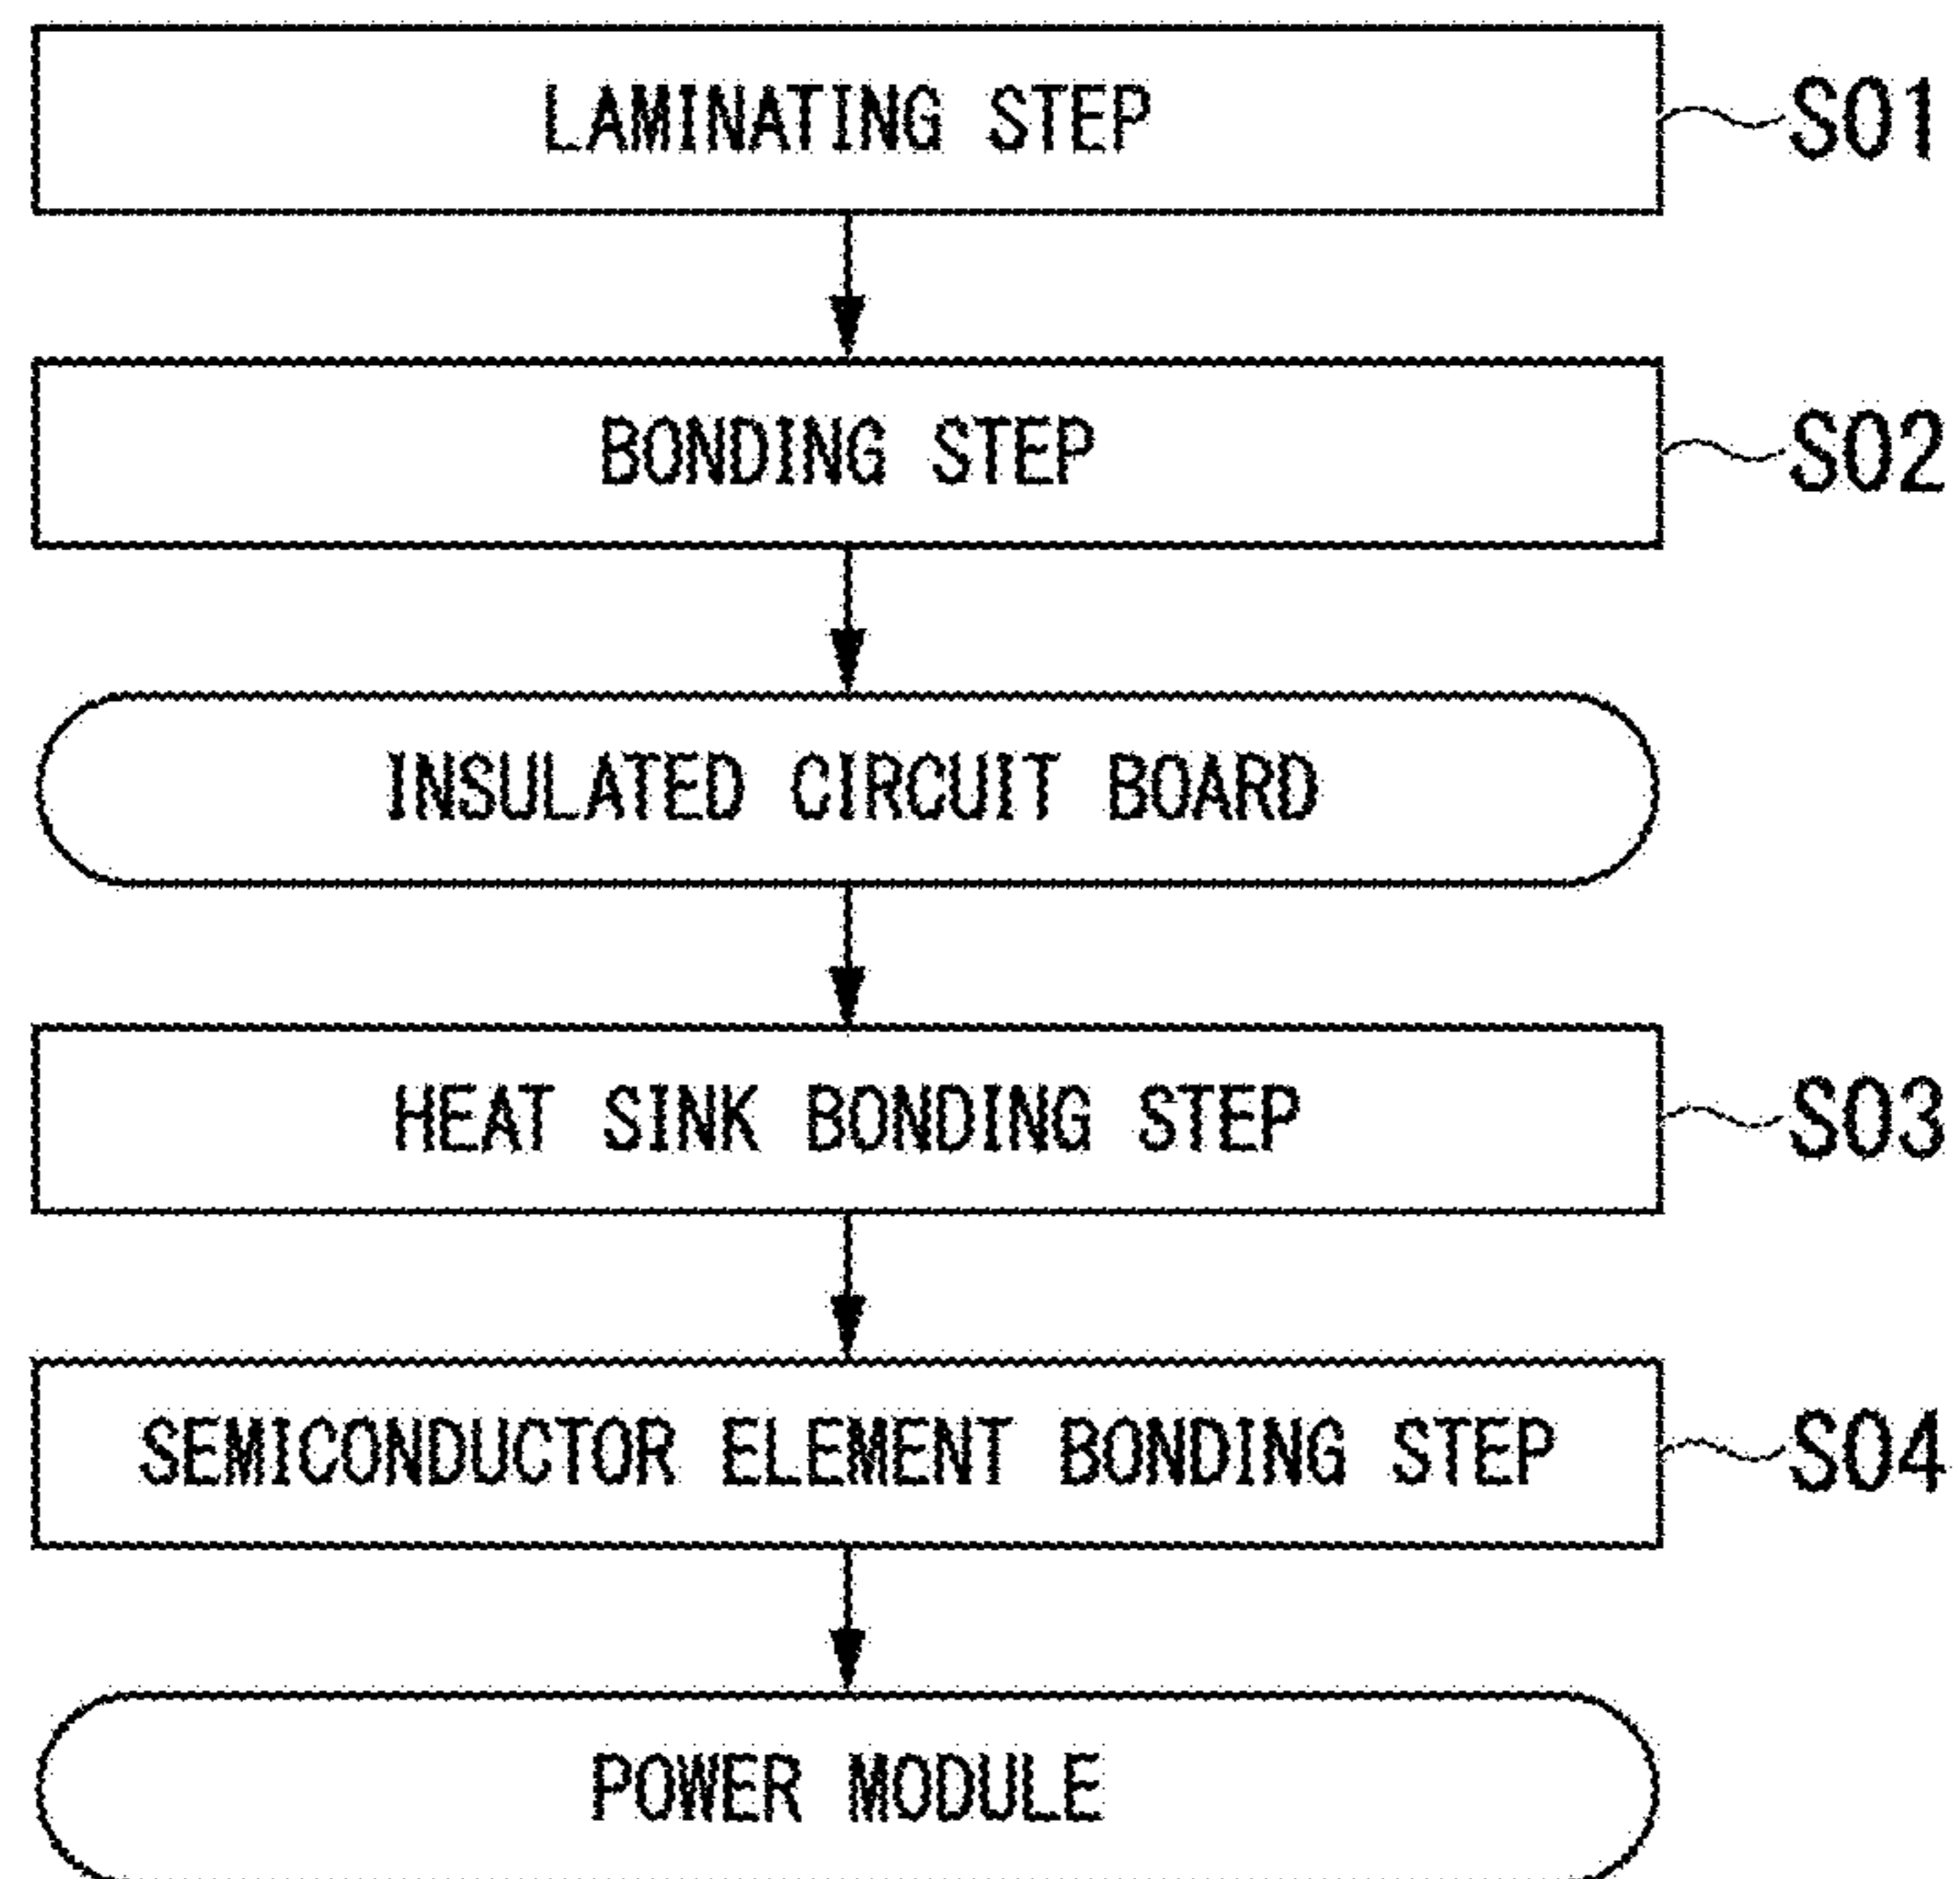 LAMINATING STEP S01
BONDING STEP S02
INSULATED CIRCUIT BOARD
HEAT SINK BONDING STEP S03
SEMICONDUCTOR ELEMENT BONDING STEP S04
POWER MODULE